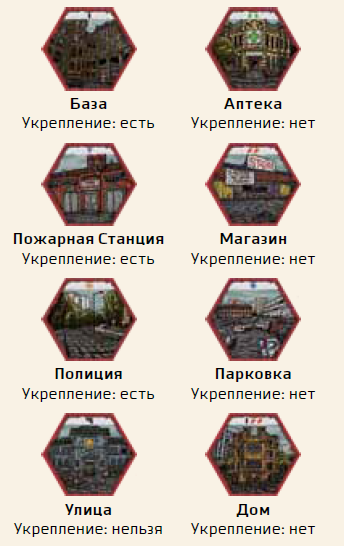 База
Укрепление: есть
Аптека
Укрепление: нет
Пожарная Станция
Укрепление: есть
Магазин
Укрепление: нет
Полиция
Укрепление: есть
Парковка
Укрепление: нет
Улица
Укрепление: нельзя
Дом
Укрепление: нет